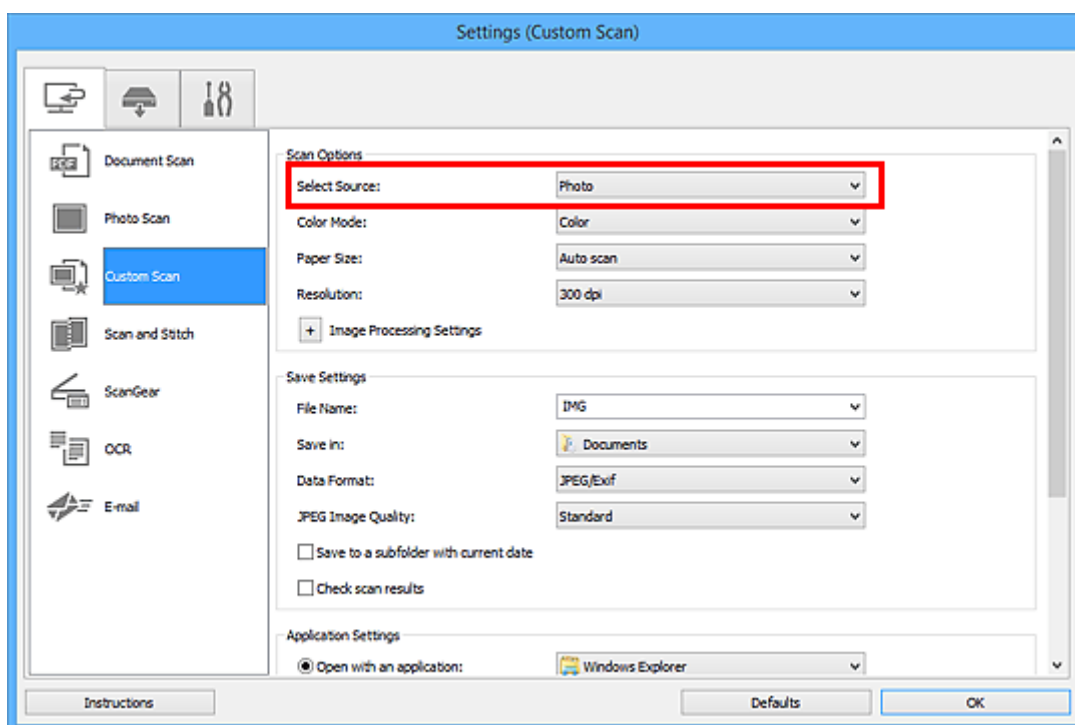 Settings (Custom Scan)
PDF
Document Scan
Photo Scan
Custom Scan
Scan and Stitch
ScanGear
OCR
E-mail
Scan Options
Select Source: Photo
Color Mode: Color
Paper Size: Auto scan
Resolution: 300 dpi
+ Image Processing Settings
Save Settings
File Name: IMG
Save in: Documents
Data Format: JPEG/Exif
JPEG Image Quality: Standard
Save to a subfolder with current date
Check scan results
Application Settings
Open with an application: Windows Explorer
Instructions Defaults OK